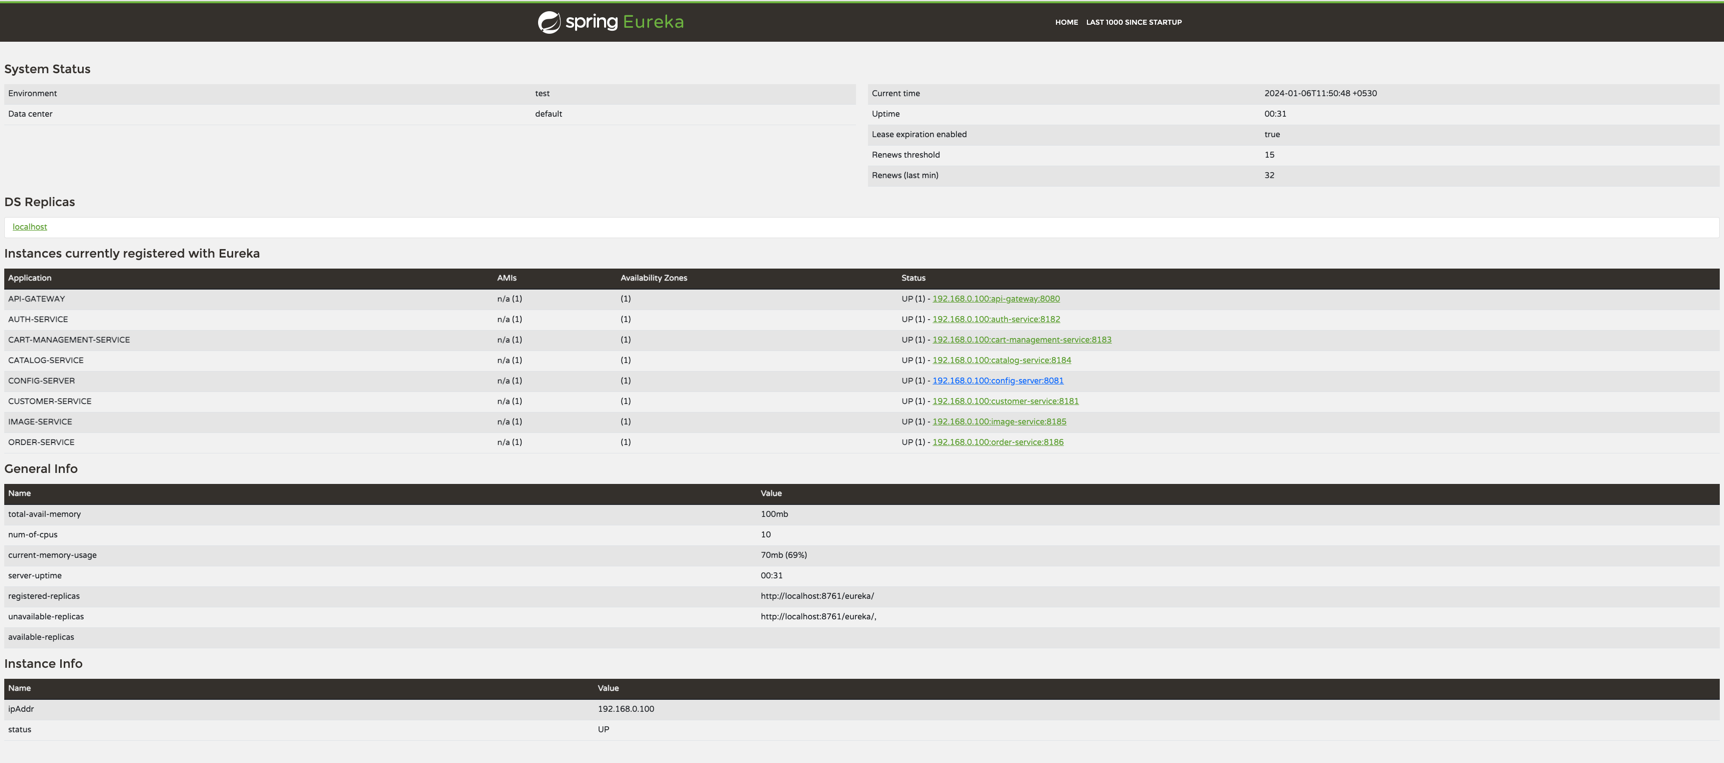 spring Eureka HOME LAST 1000 SINCE STARTUP
System Status
Environment test
Data center default
Current time 2024-01-06T11:50:48 +0530
Uptime 00:31
Lease expiration enabled true
Renews threshold 15
Renews (last min) 32
DS Replicas
localhost
Instances currently registered with Eureka
Application AMIs Availability Zones Status
API-GATEWAY n/a (1) (1) UP (1) - 192.168.0.100:api-gateway:8080
AUTH-SERVICE n/a (1) (1) UP (1) - 192.168.0.100:auth-service:8182
CART-MANAGEMENT-SERVICE n/a (1) (1) UP (1) - 192.168.0.100:cart-management-service:8183
CATALOG-SERVICE n/a (1) (1) UP (1) - 192.168.0.100:catalog-service:8184
CONFIG-SERVER n/a (1) (1) UP (1) - 192.168.0.100:config-server:8081
CUSTOMER-SERVICE n/a (1) (1) UP (1) - 192.168.0.100:customer-service:8181
IMAGE-SERVICE n/a (1) (1) UP (1) - 192.168.0.100:image-service:8185
ORDER-SERVICE n/a (1) (1) UP (1) - 192.168.0.100:order-service:8186
General Info
Name Value
total-avail-memory 100mb
num-of-cpus 10
current-memory-usage 70mb (69%)
server-uptime 00:31
registered-replicas http://localhost:8761/eureka/
unavailable-replicas http://localhost:8761/eureka/,
available-replicas
Instance Info
Name Value
ipAddr 192.168.0.100
status UP